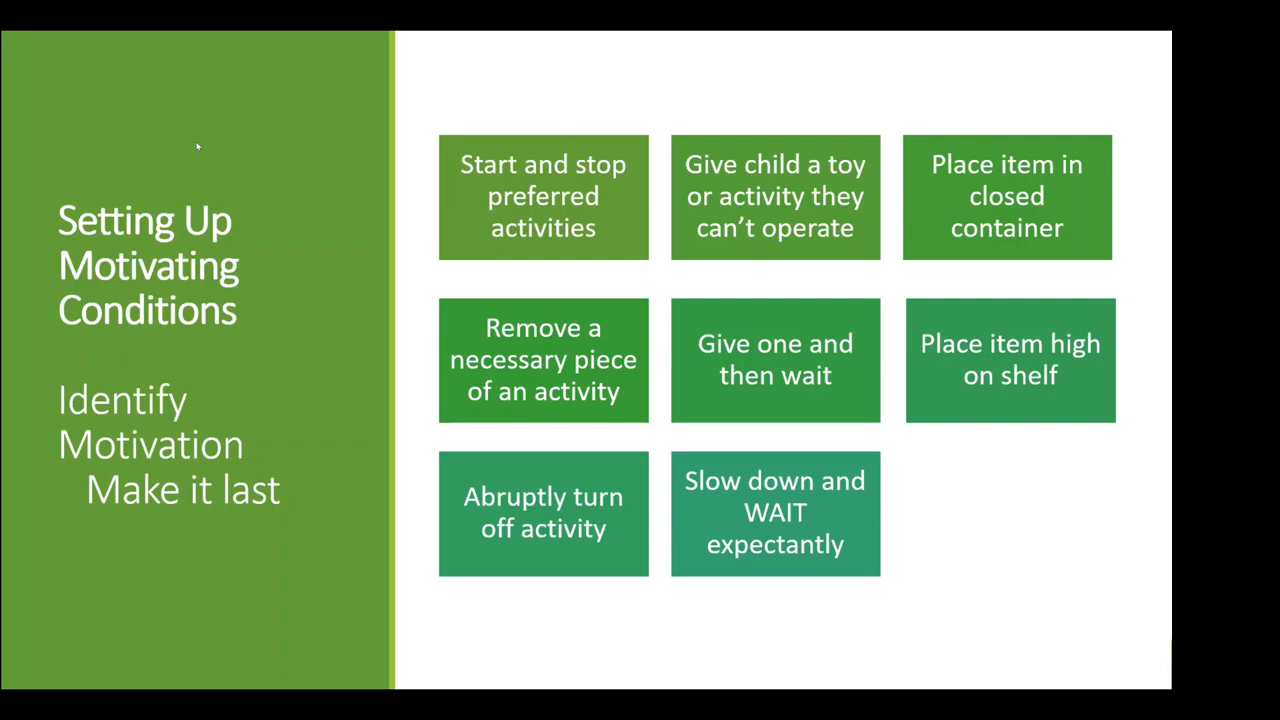 Setting Up
Motivating
Conditions
Identify
Motivation
Make it last
Start and stop
preferred
activities
Give child a toy
or activity they
can’t operate
Place item in
closed
container
Remove a
necessary piece
of an activity
Give one and
then wait
Place item high
on shelf
Abruptly turn
off activity
Slow down and
WAIT
expectantly